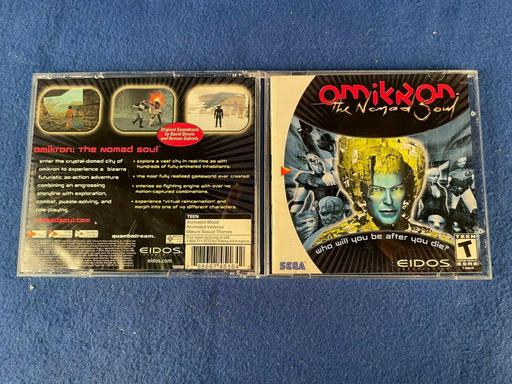 Original Soundtrack
by David Bowie
and Reeves Gabrels
omikron: the nomad soul
enter the crystal-domed city of
omikron to experience a bizarre
futuristic 3D-action adventure
combining an engrossing
storyline with exploration,
combat, puzzle-solving, and
role-playing.
• explore a vast city in real-time 3D with
hundreds of fully-animated inhabitants.
• the most fully realized gameworld ever created!
• intense 3D fighting engine with over 40
motion-captured combinations.
• experience "virtual reincarnation" and
morph into one of 40 different characters.
TEEN
Animated Blood
Animated Violence
Mature Sexual Themes
quanticdream.
EIDOS
eidos.com
omikron
the Nomad Soul
who will you be after you die?
SEGA
EIDOS
TEEN
T
ESRB